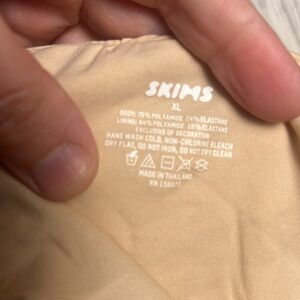 SKIMS
XL
BODY: 76% POLYAMIDE 24% ELASTANE
LINING: 84% POLYAMIDE 16% ELASTANE
EXCLUSIVE OF DECORATION
HAND WASH COLD, NON-CHLORINE BLEACH
DRY FLAT, DO NOT IRON, DO NOT DRY CLEAN
MADE IN THAILAND
RN